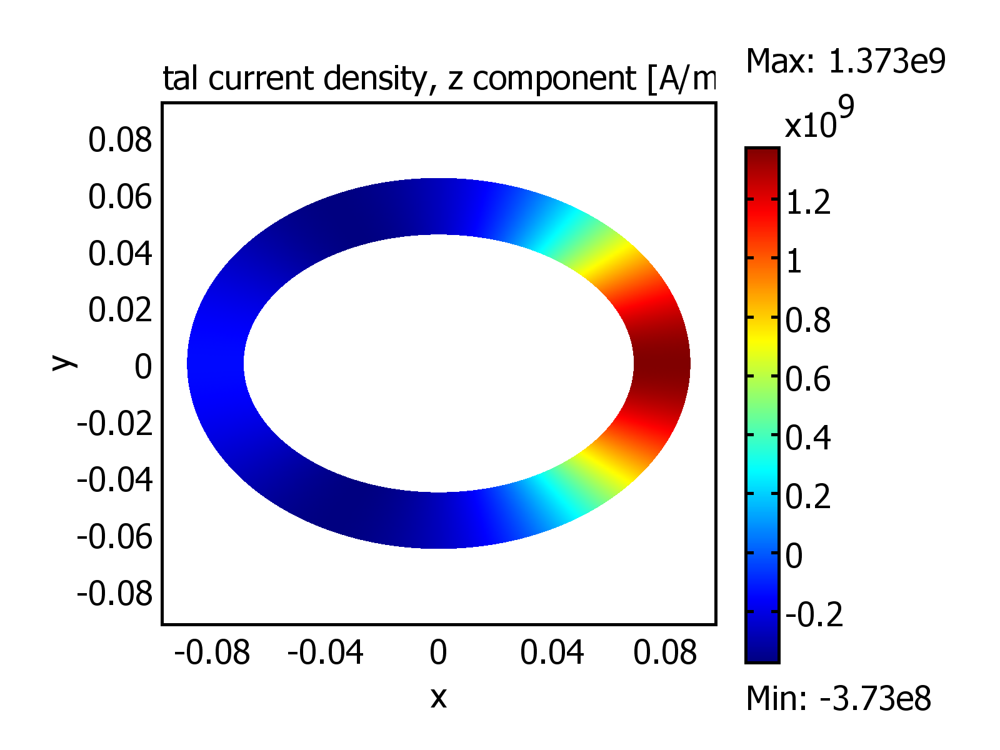 Max: 1.373e9
tal current density, z component [A/m
x10^9
0.08
0.06
0.04
0.02
0
-0.02
-0.04
-0.06
-0.08
y
-0.08 -0.04 0 0.04 0.08
x
1.2
1
0.8
0.6
0.4
0.2
0
-0.2
Min: -3.73e8